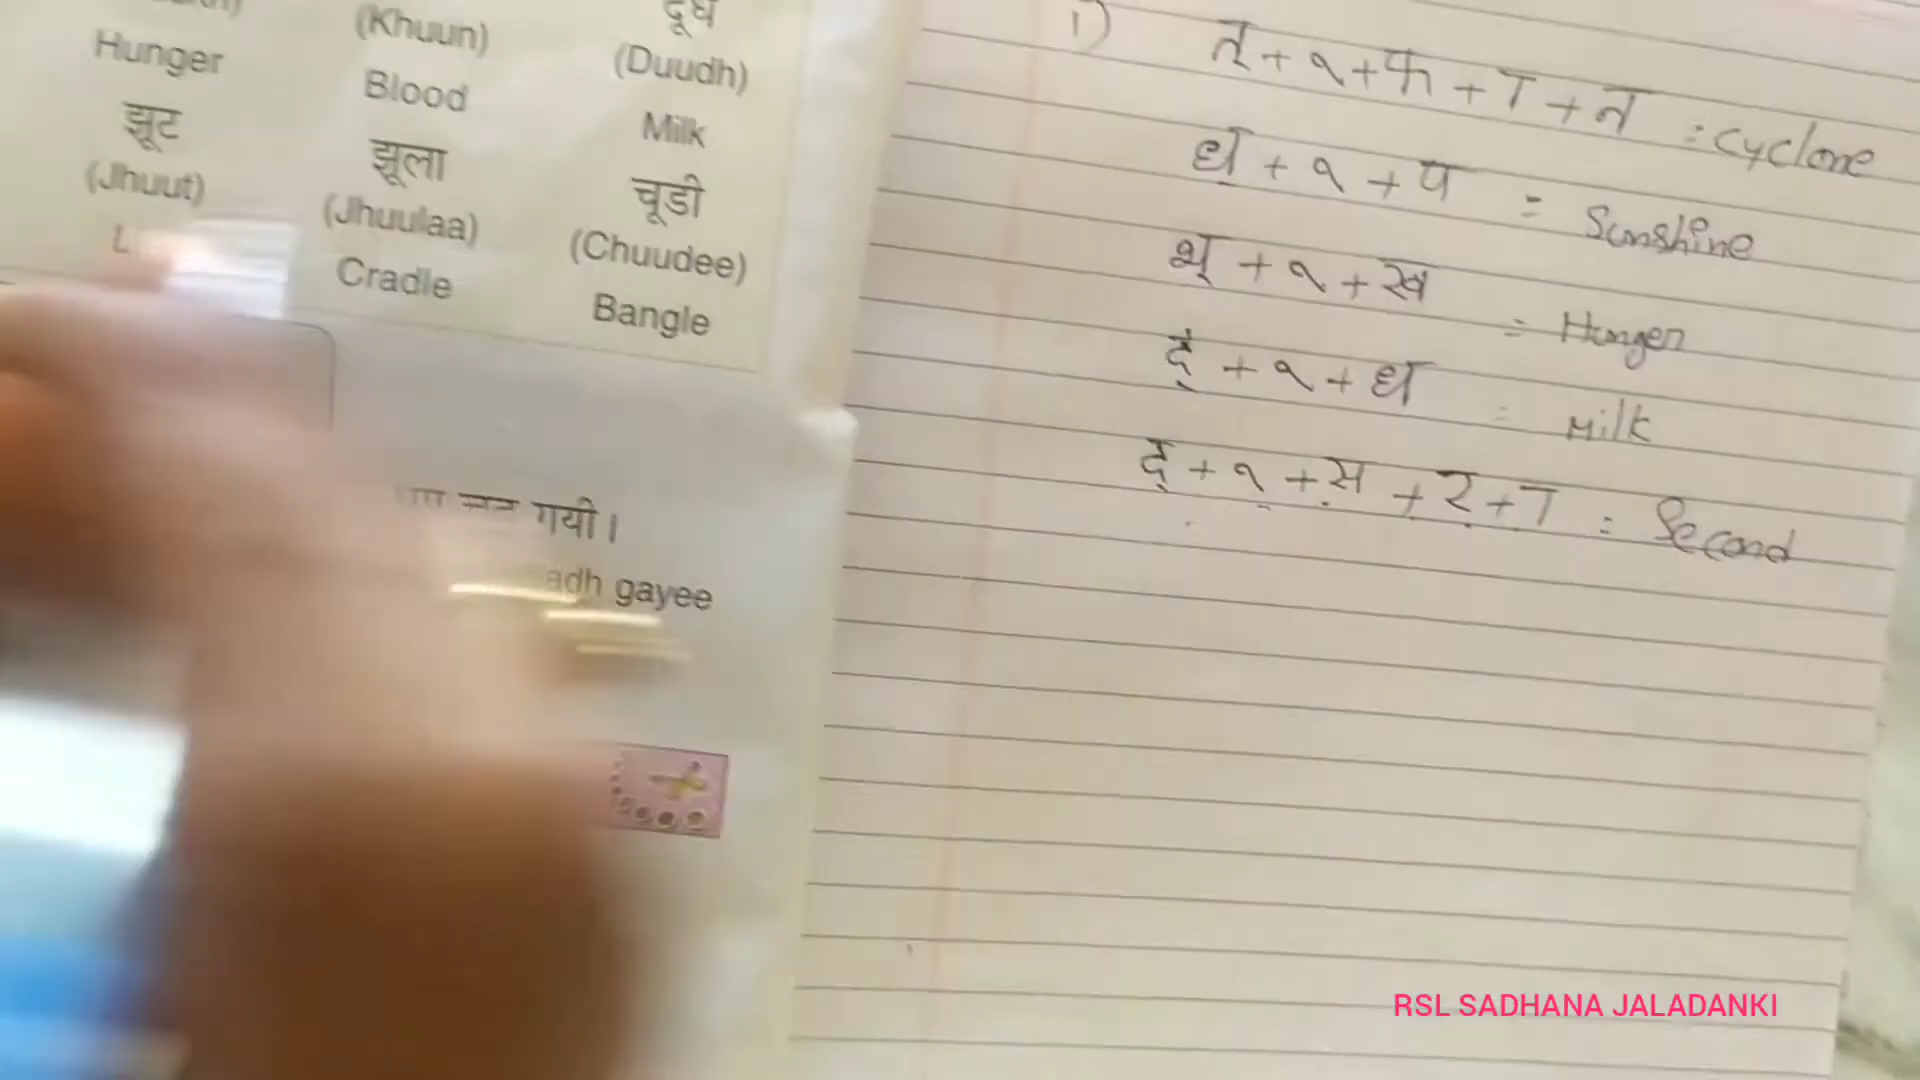 दूध
(Khuun)
(Duudh)
Hunger
Blood
Milk
झूट
झूला
चूडी
(Jhuut)
(Jhuulaa)
(Chuudee)
Cradle
Bangle
गयी।
adh gayee
1) त् + ू + फ + ा + न : cyclone
ध् + ू + प = Sunshine
भ् + ू + ख = Hunger
द् + ू + ध = Milk
द् + ू + स + र + ा = Second
RSL SADHANA JALADANKI